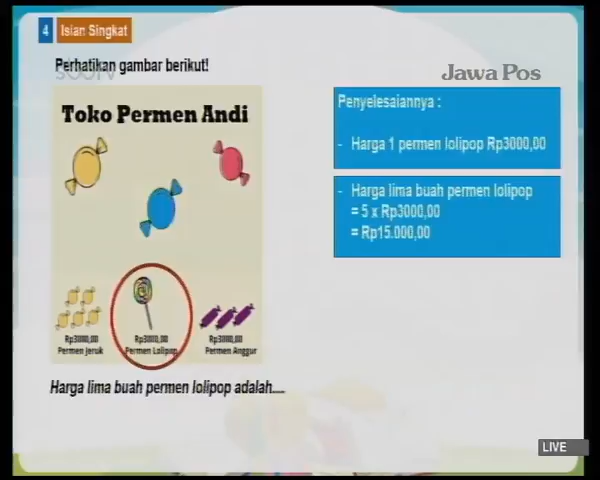 4 Isian Singkat
Perhatikan gambar berikut!
Jawa Pos
Toko Permen Andi
Penyelesaiannya :
- Harga 1 permen lolipop Rp3000,00
- Harga lima buah permen lolipop
= 5 x Rp3000,00
= Rp15.000,00
Rp3000,00
Permen Jeruk
Rp3000,00
Permen Lolipop
Rp3000,00
Permen Anggur
Harga lima buah permen lolipop adalah....
LIVE